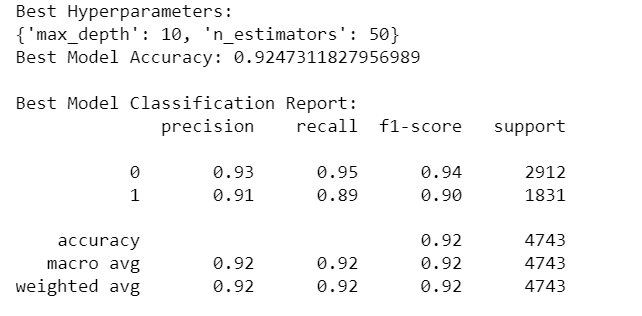 Best Hyperparameters:
{'max_depth': 10, 'n_estimators': 50}
Best Model Accuracy: 0.9247311827956989
Best Model Classification Report:
precision recall f1-score support
0 0.93 0.95 0.94 2912
1 0.91 0.89 0.90 1831
accuracy 0.92 4743
macro avg 0.92 0.92 0.92 4743
weighted avg 0.92 0.92 0.92 4743